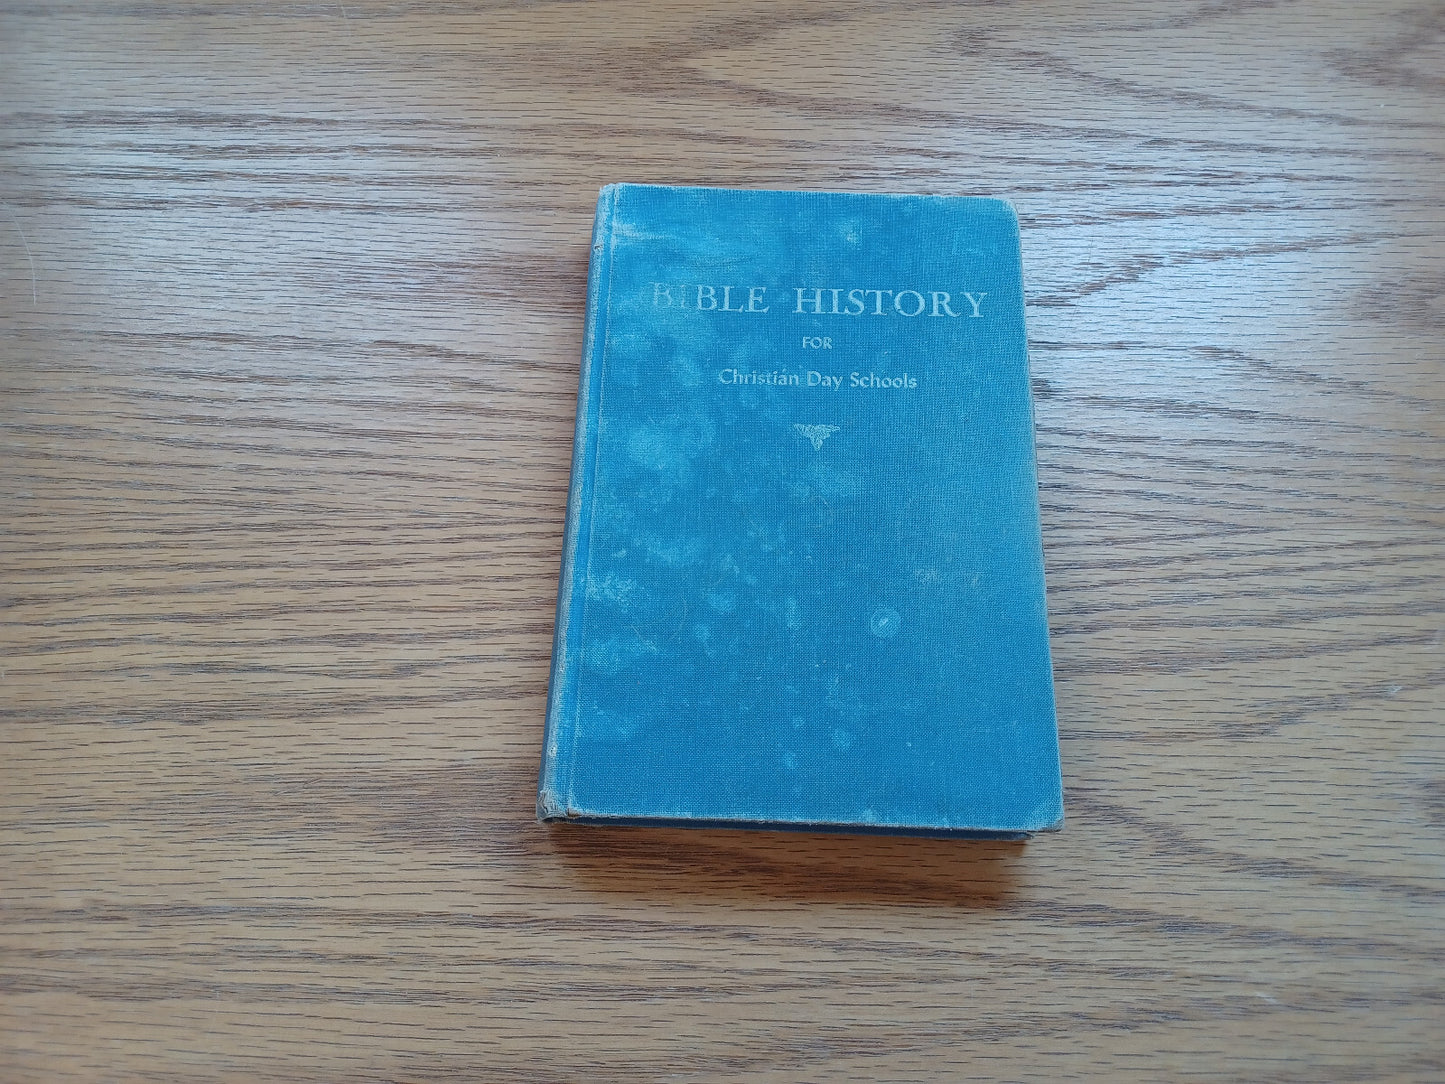 BIBLE HISTORY
FOR
Christian Day Schools